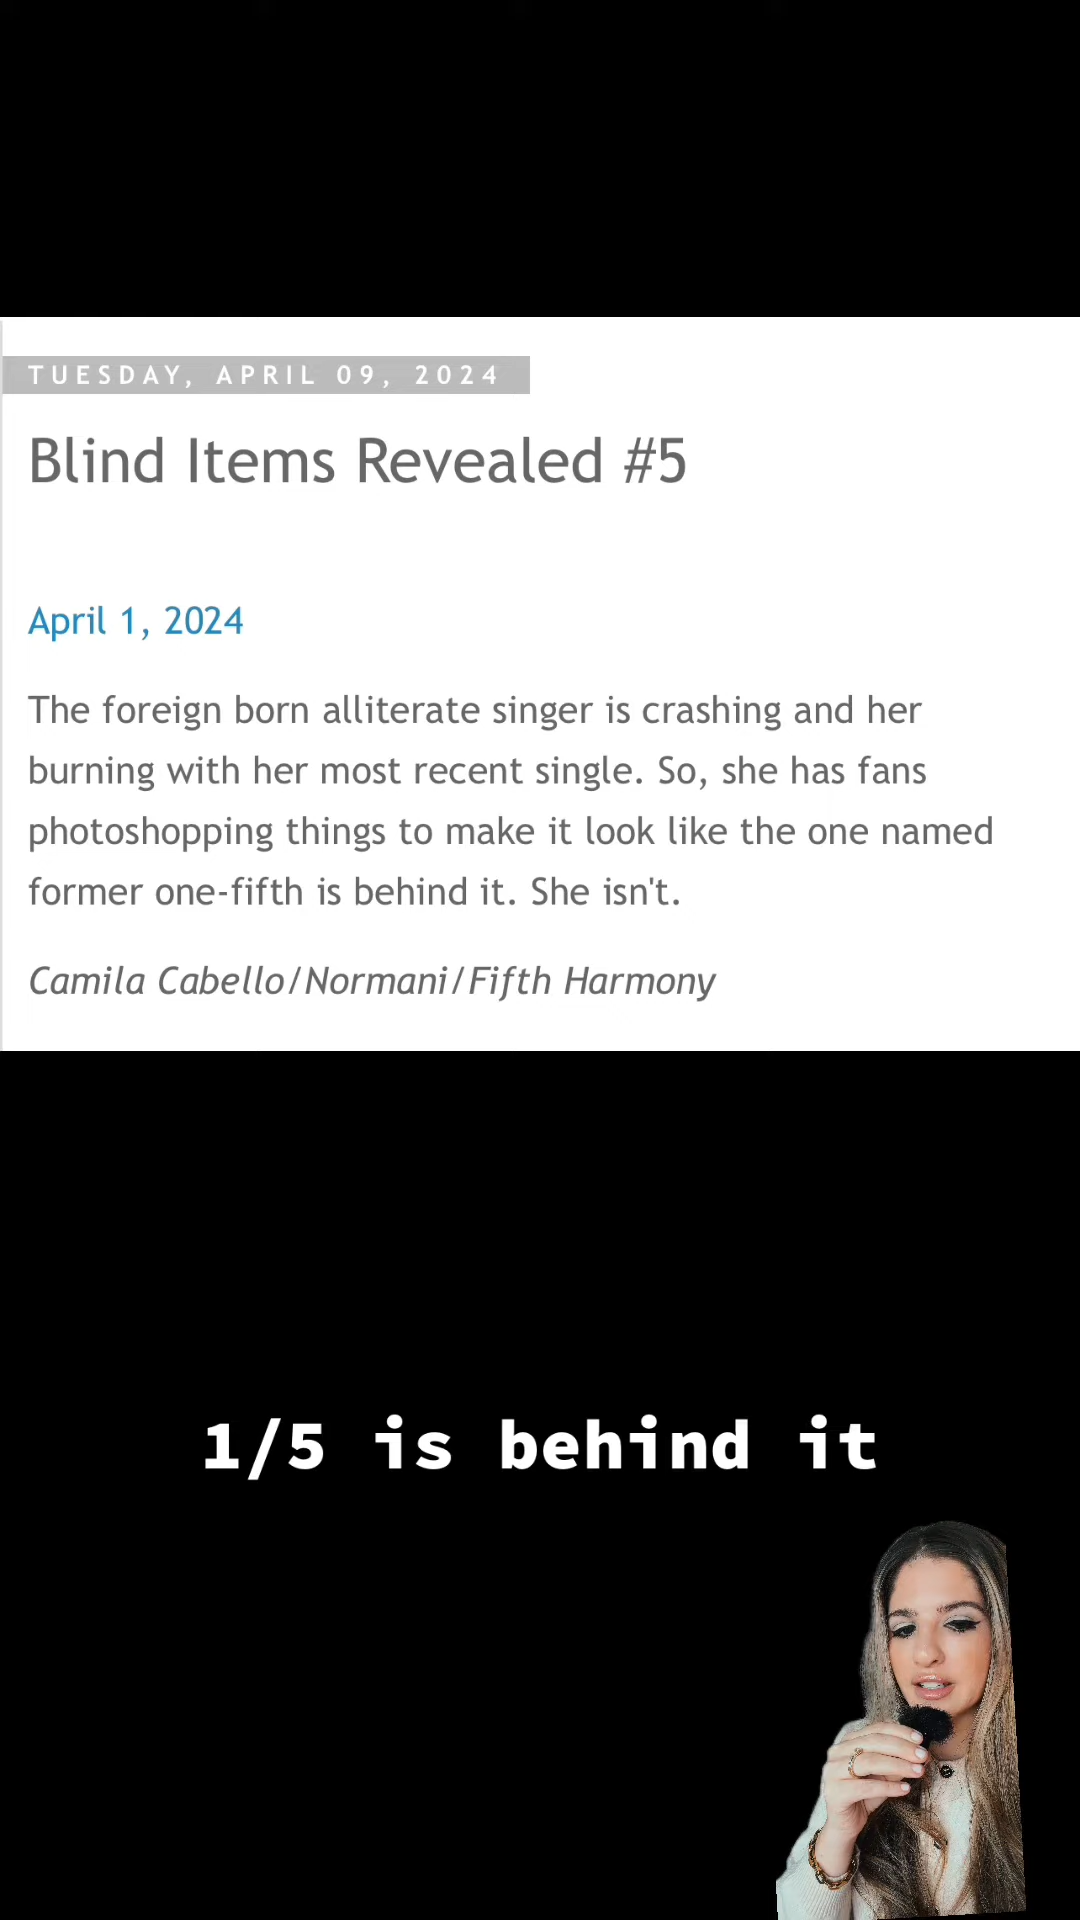 TUESDAY, APRIL 09, 2024
Blind Items Revealed #5
April 1, 2024
The foreign born alliterate singer is crashing and her
burning with her most recent single. So, she has fans
photoshopping things to make it look like the one named
former one-fifth is behind it. She isn't.
Camila Cabello/Normani/Fifth Harmony
1/5 is behind it